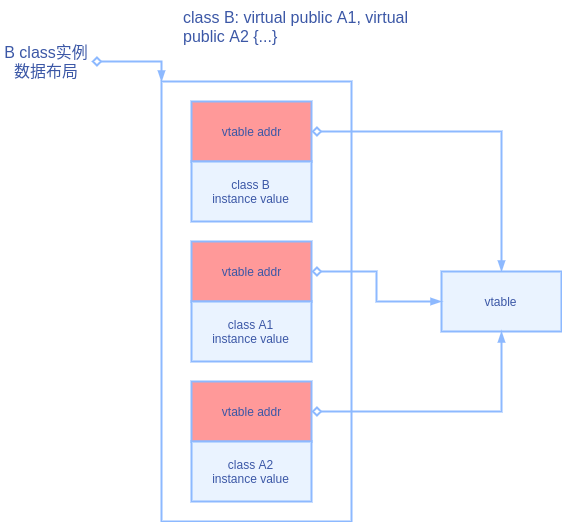 class B: virtual public A1, virtual
public A2 {...}
B class实例
数据布局
vtable addr
class B
instance value
vtable addr
class A1
instance value
vtable
vtable addr
class A2
instance value